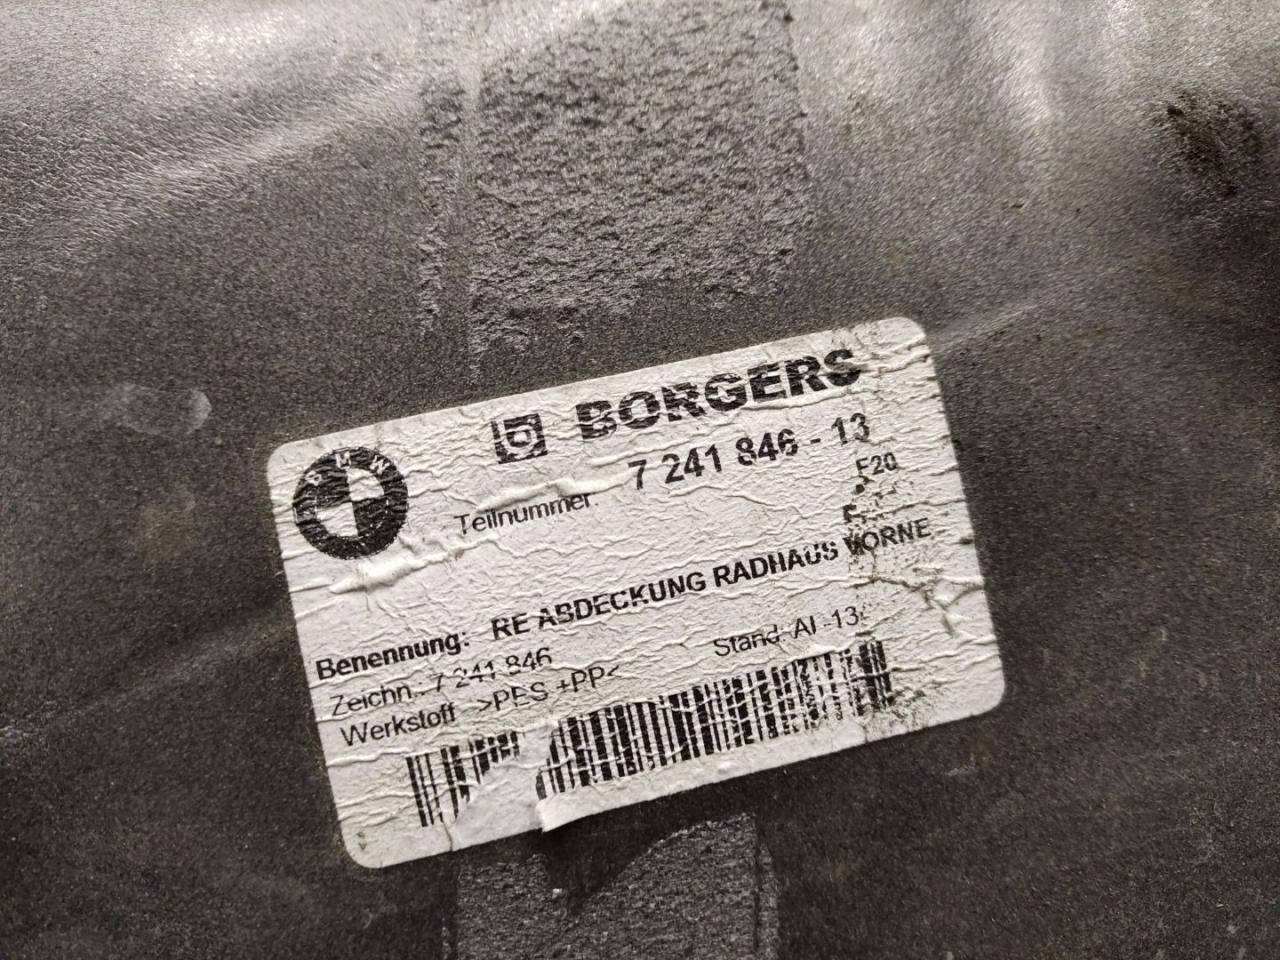 BORGERS
BMW
Teilnummer: 7 241 846 - 13
F20
Benennung: RE ABDECKUNG RADHAUS VORNE
Zeichn.: 7 241 846
Stand: AI -13
Werkstoff >PES +PP<